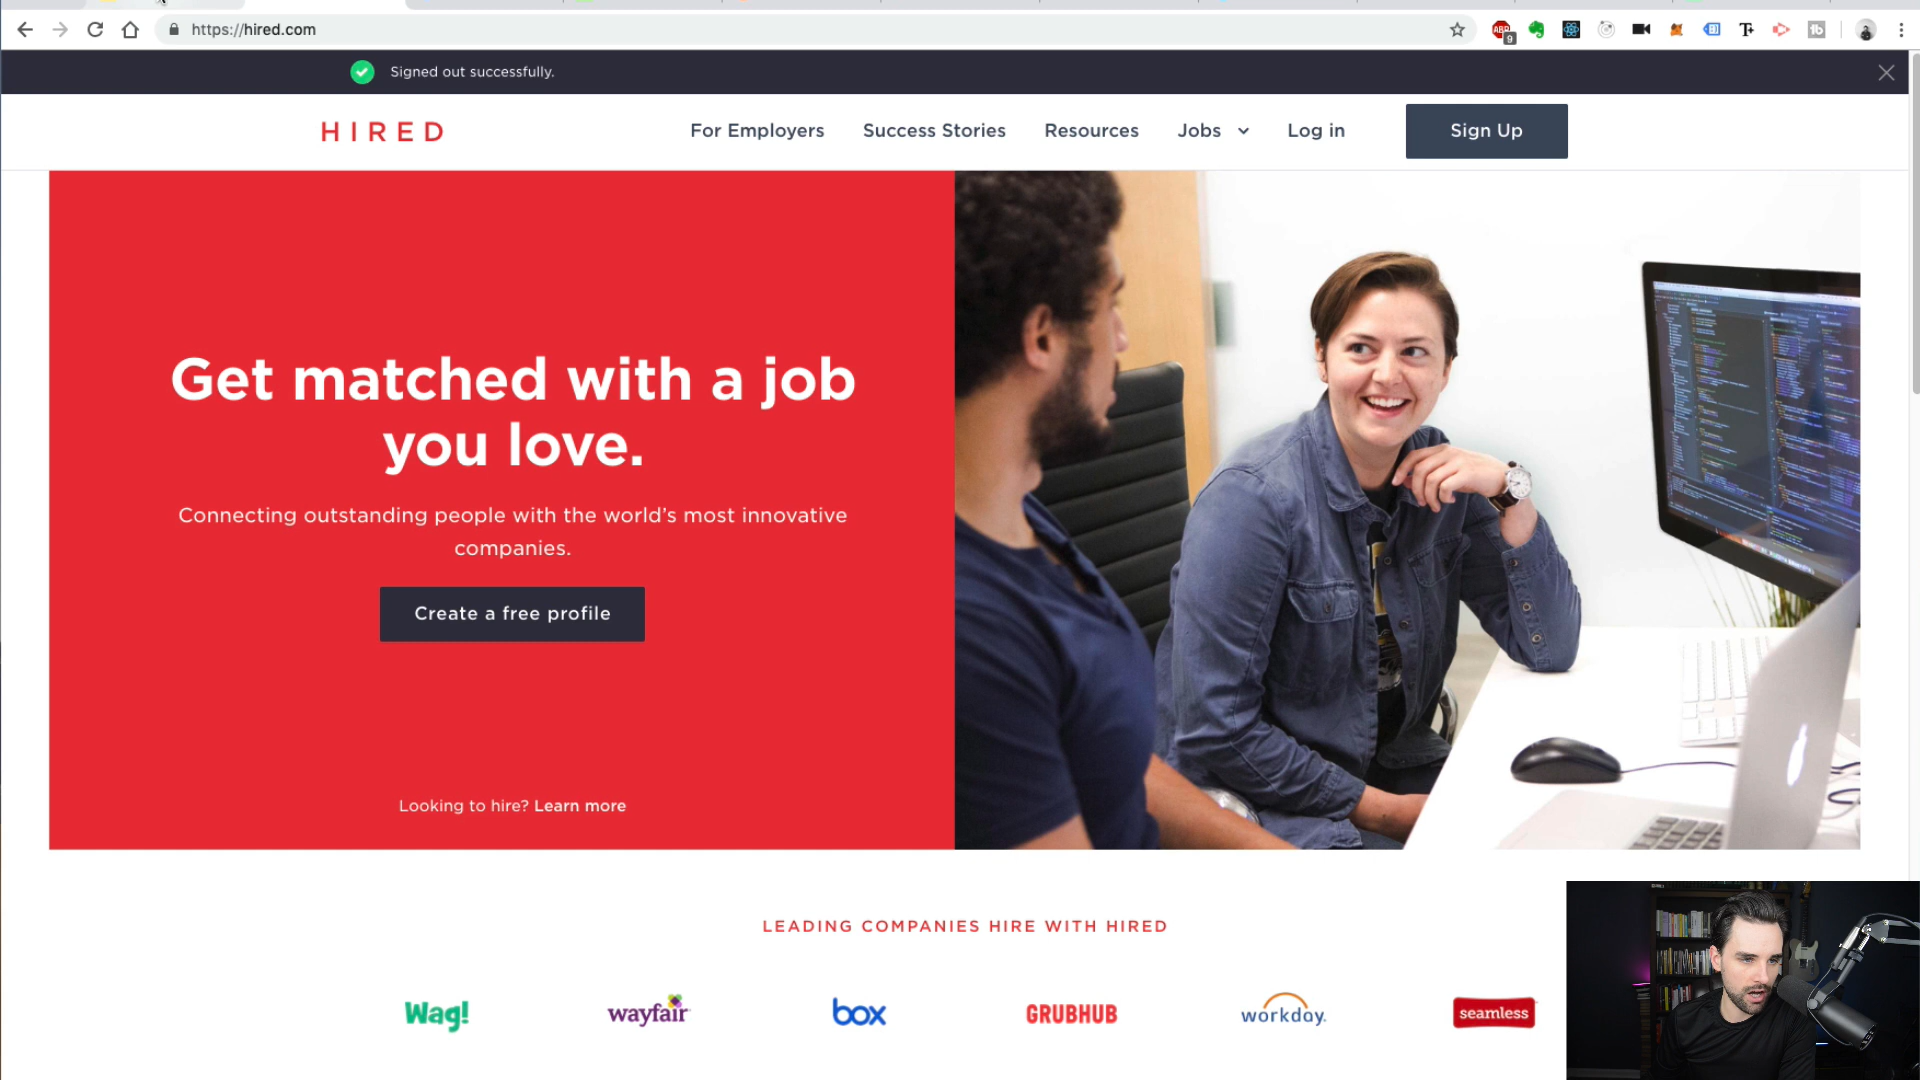 https://hired.com
ABP
9
Signed out successfully.
HIRED
For Employers
Success Stories
Resources
Jobs
Log in
Sign Up
Get matched with a job
you love.
Connecting outstanding people with the world’s most innovative
companies.
Create a free profile
Looking to hire? Learn more
LEADING COMPANIES HIRE WITH HIRED
Wag!
wayfair
box
GRUBHUB
workday.
seamless